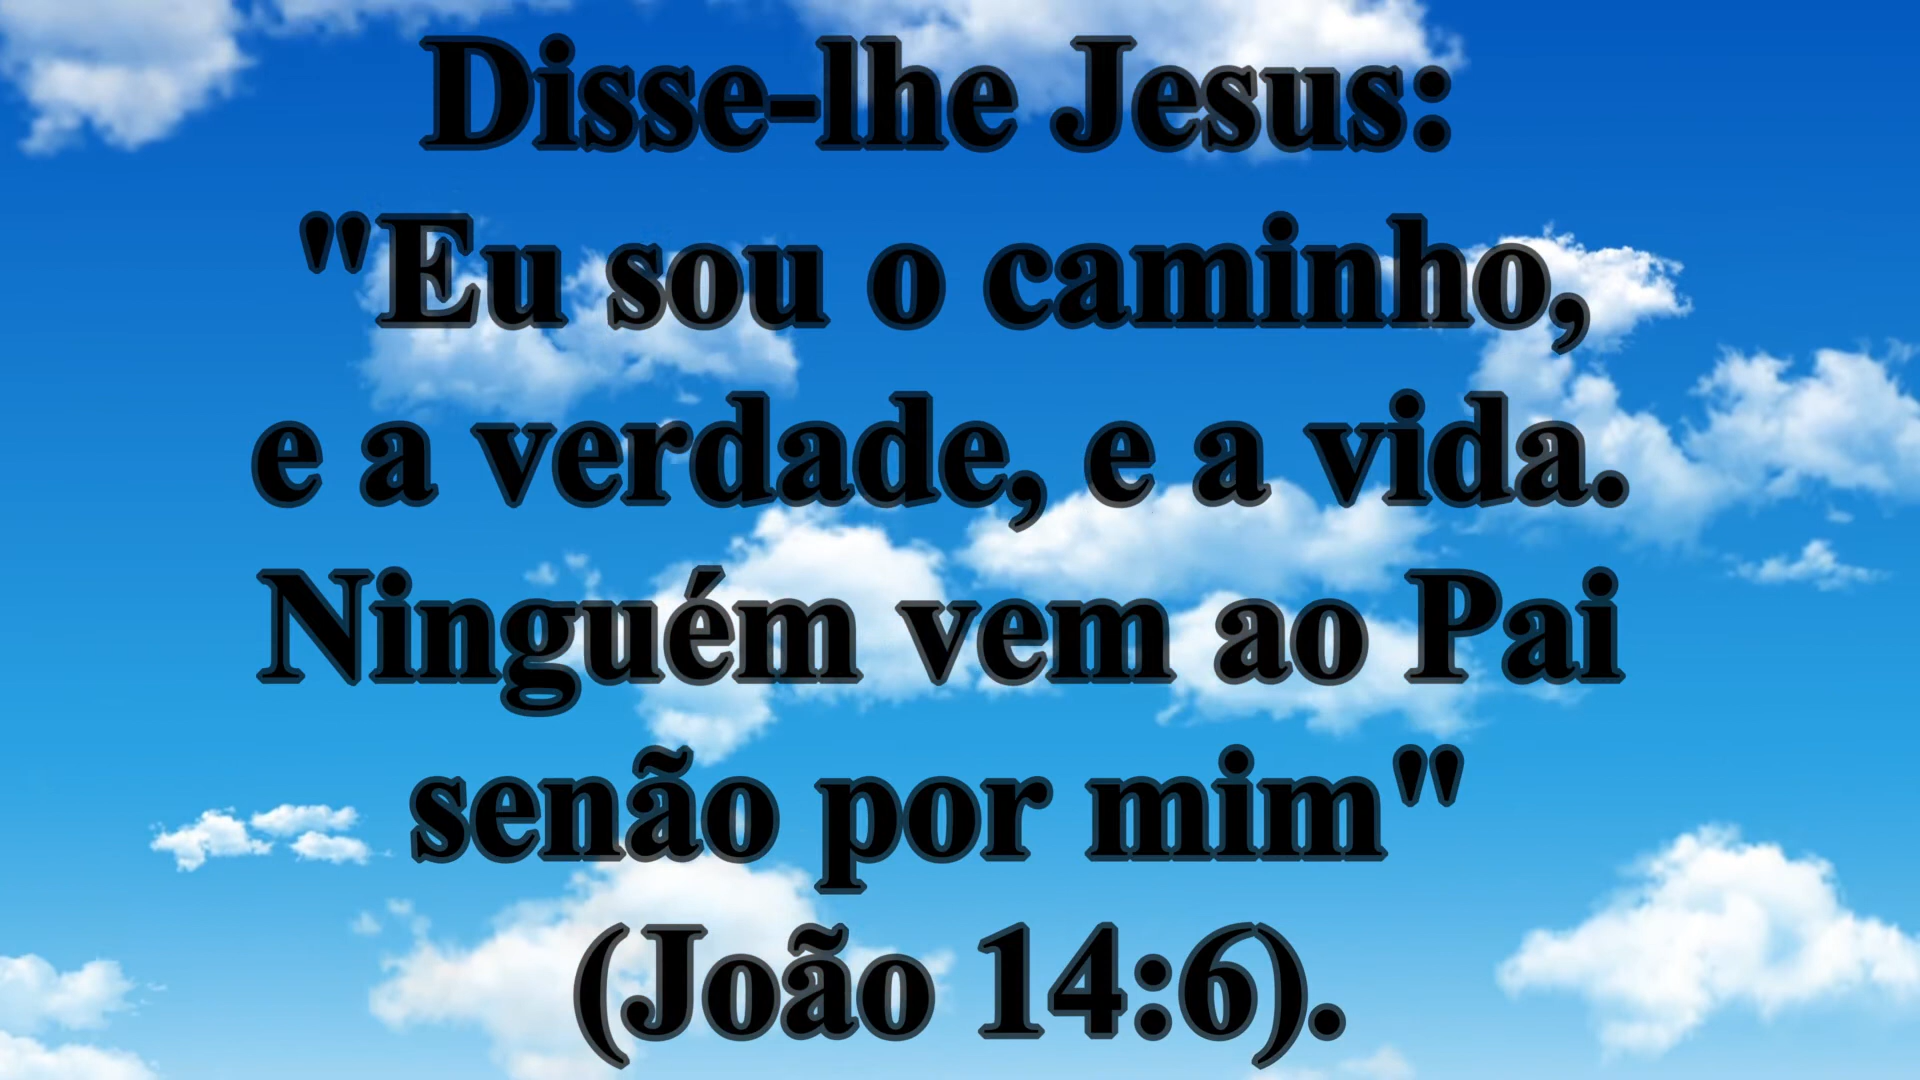 Disse-lhe Jesus:
"Eu sou o caminho,
e a verdade, e a vida.
Ninguém vem ao Pai
senão por mim"
(João 14:6).